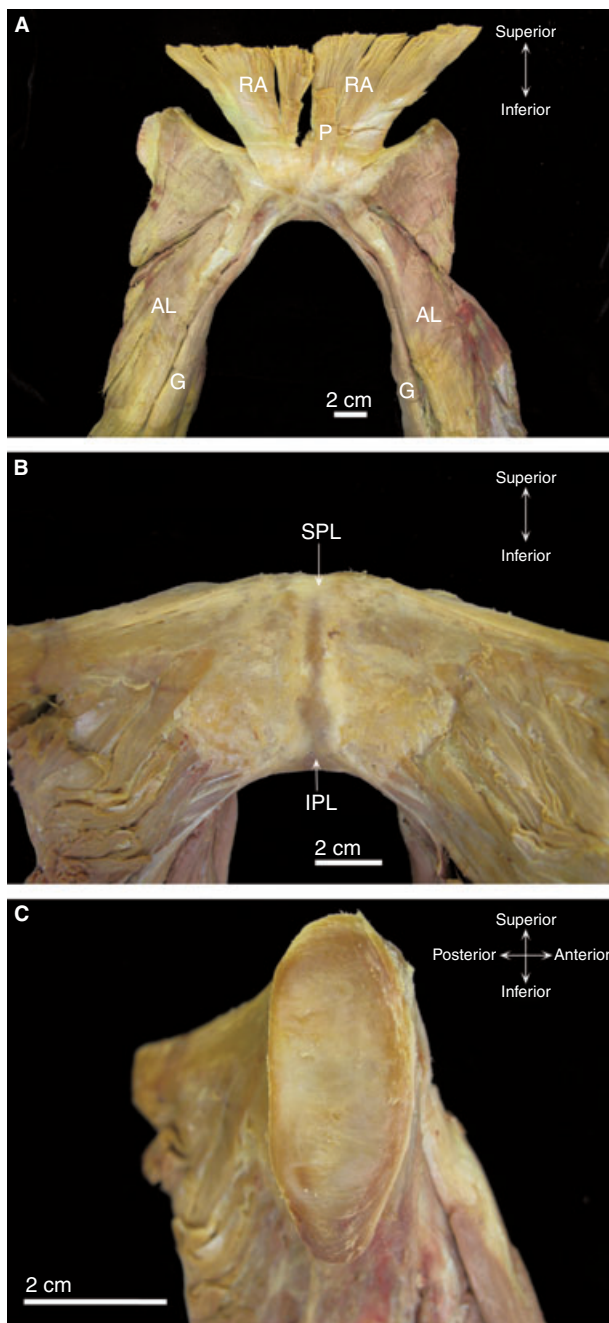 A
Superior
Inferior
RA RA
P
AL AL
G G
2 cm
B
Superior
Inferior
SPL
IPL
2 cm
C
Superior
Posterior Anterior
Inferior
2 cm